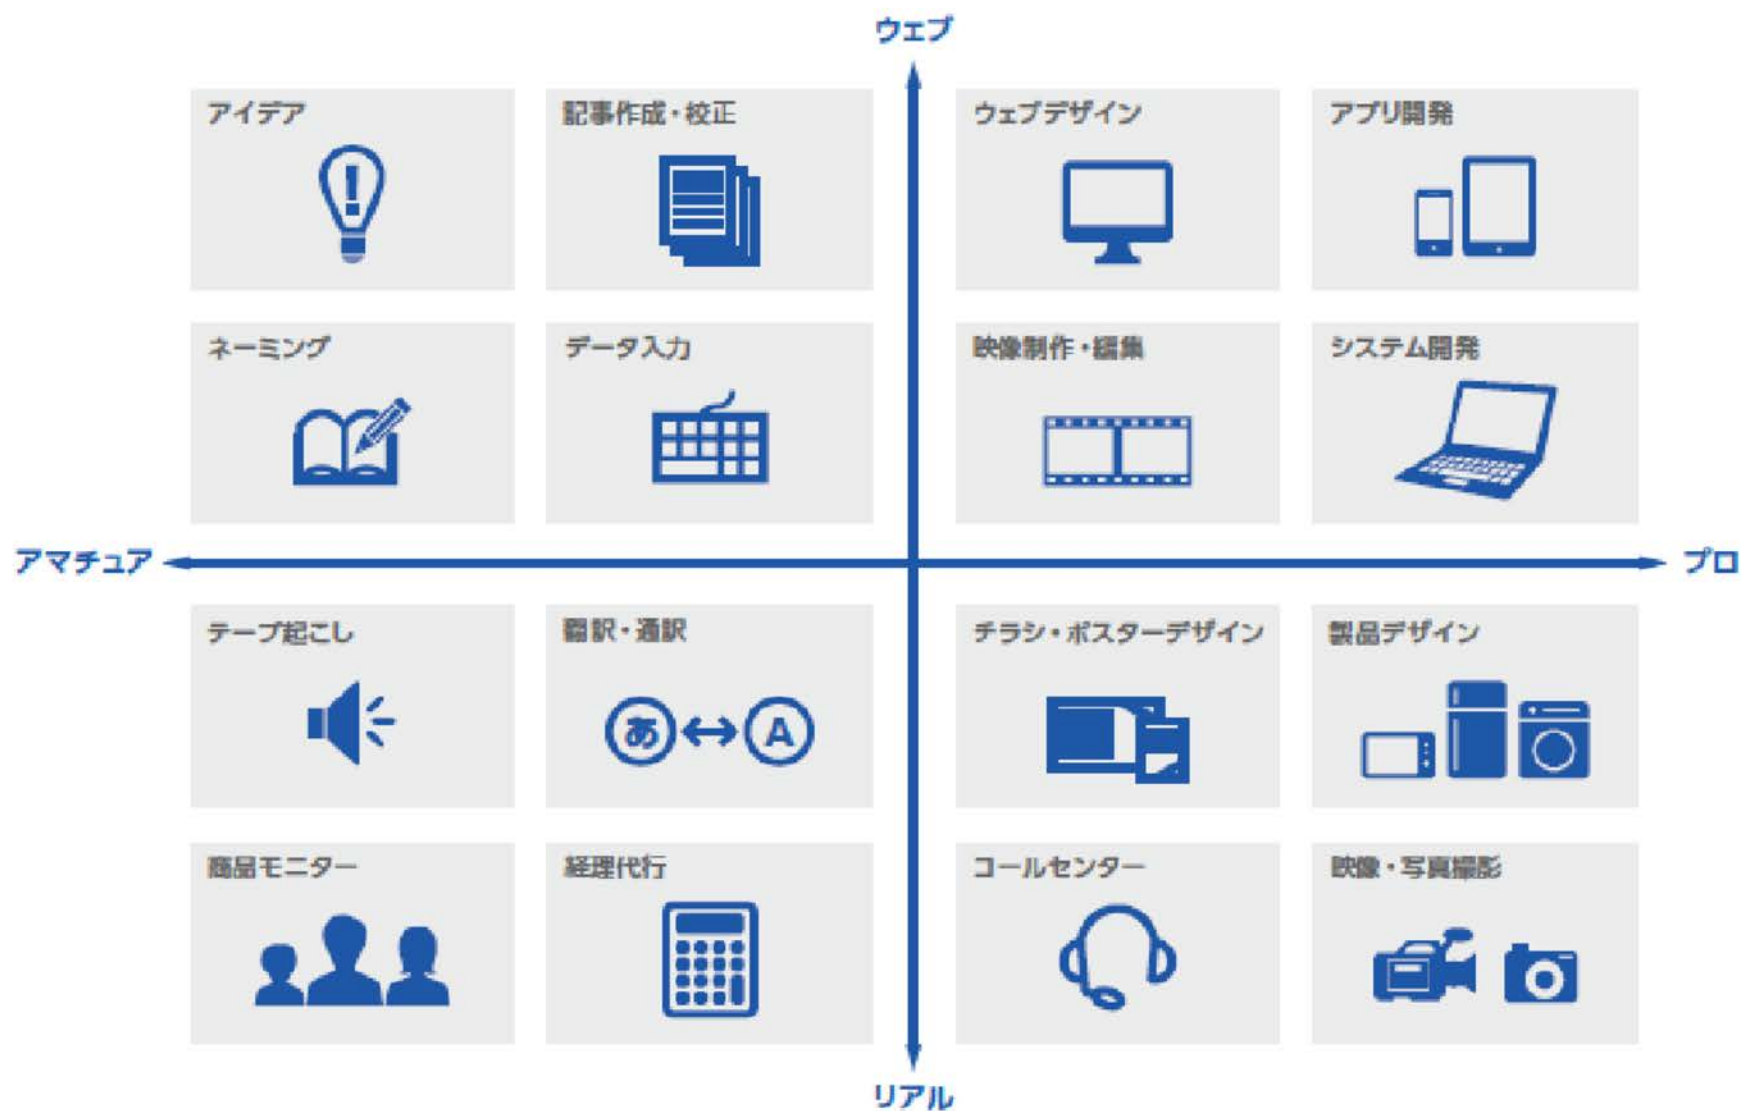 ウェブ
アイデア
記事作成・校正
ウェブデザイン
アプリ開発
ネーミング
データ入力
映像制作・編集
システム開発
アマチュア
プロ
テープ起こし
翻訳・通訳
あ
A
チラシ・ポスターデザイン
製品デザイン
商品モニター
経理代行
コールセンター
映像・写真撮影
リアル